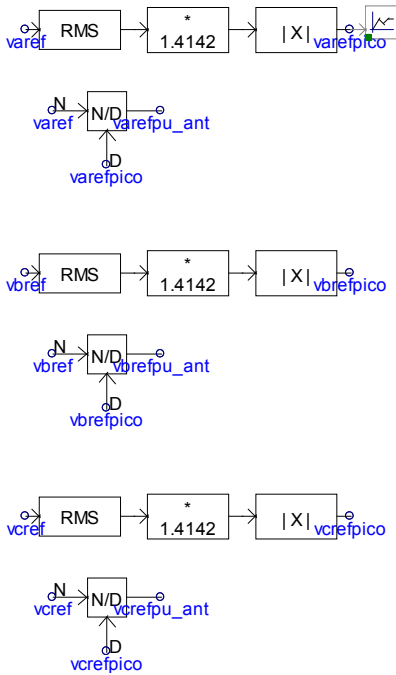 RMS
*
1.4142
|X|
varef
varefpico
N
N/D
varef
varefpu_ant
D
varefpico
RMS
*
1.4142
|X|
vbref
vbrefpico
N
N/D
vbref
vbrefpu_ant
D
vbrefpico
RMS
*
1.4142
|X|
vcref
vcrefpico
N
N/D
vcref
vcrefpu_ant
D
vcrefpico